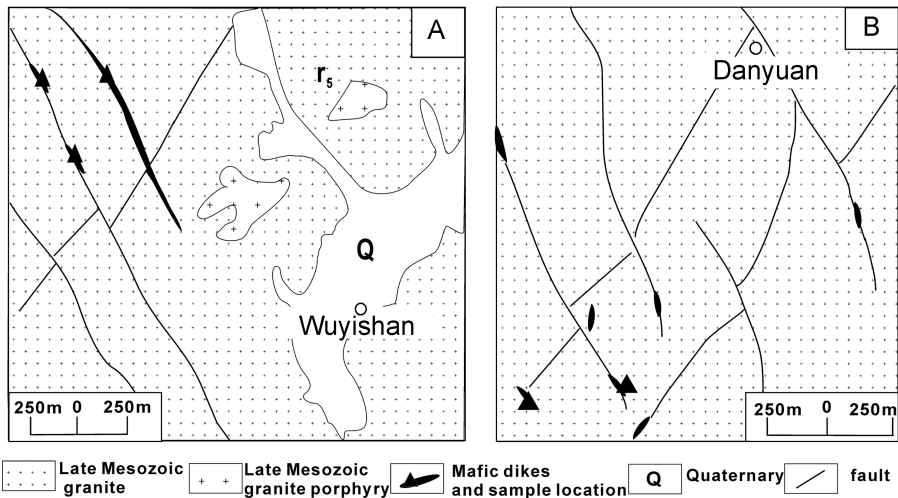 A
r5
Q
Wuyishan
250m 0 250m
B
Danyuan
250m 0 250m
Late Mesozoic
granite
Late Mesozoic
granite porphyry
Mafic dikes
and sample location
Q
Quaternary
fault